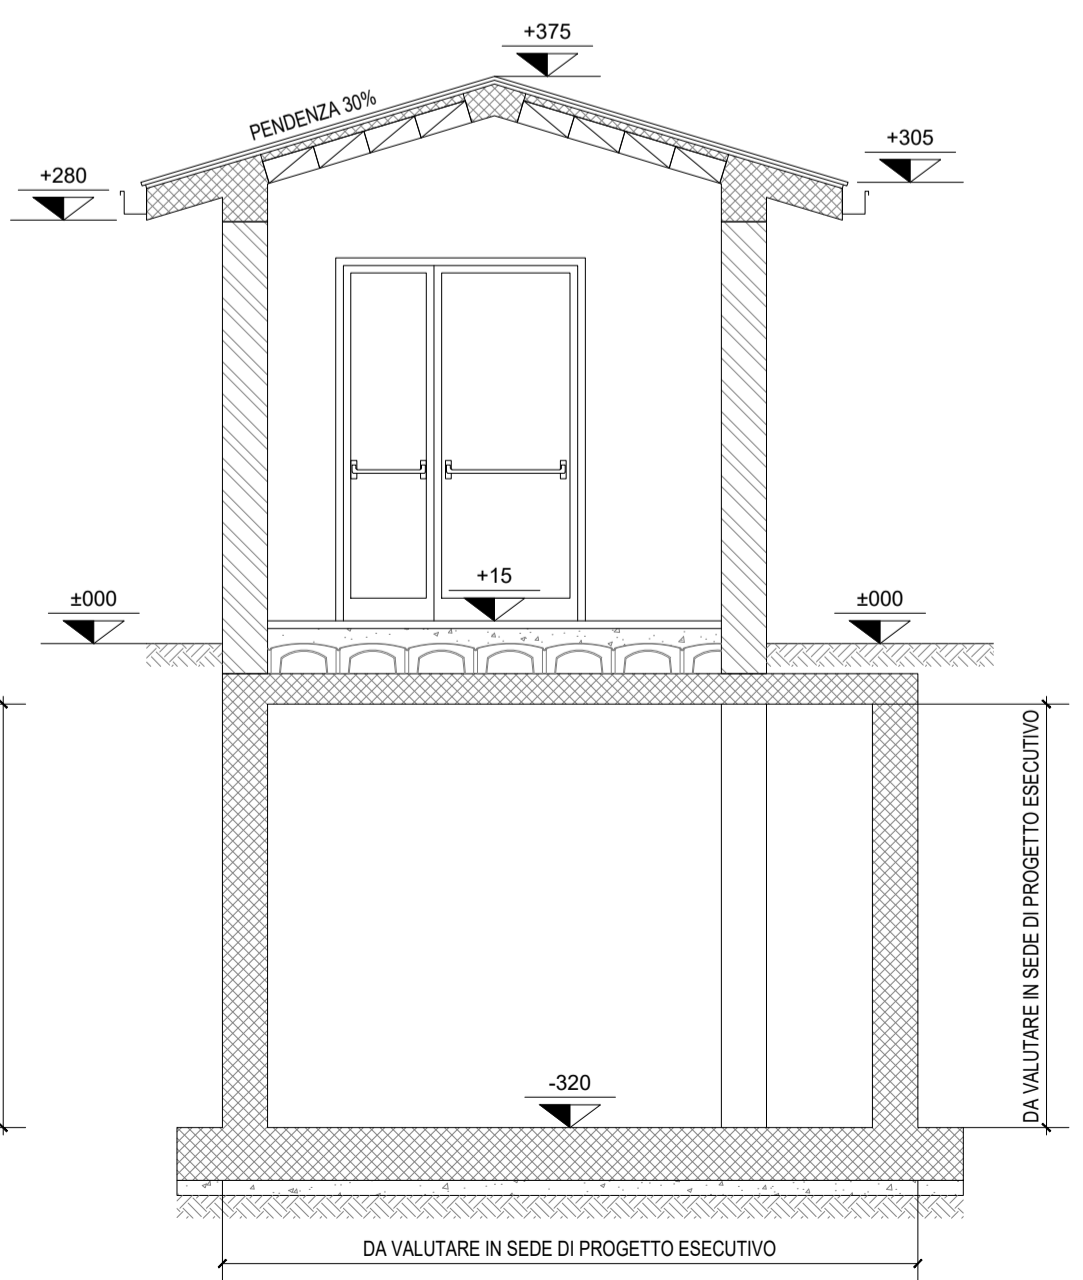 +375
PENDENZA 30%
+305
+280
+15
±000
±000
DA VALUTARE IN SEDE DI PROGETTO ESECUTIVO
-320
DA VALUTARE IN SEDE DI PROGETTO ESECUTIVO